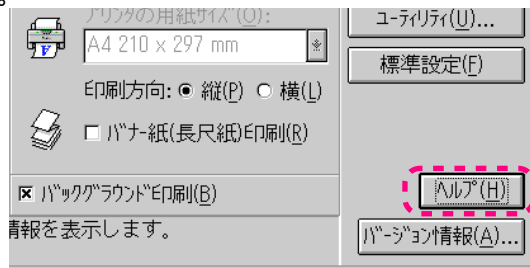 プリンタの用紙サイズ(O):
A4 210 x 297 mm
印刷方向: 縦(P) 横(L)
バナー紙(長尺紙)印刷(R)
バックグラウンド印刷(B)
情報を表示します。
ユーティリティ(U)...
標準設定(F)
ヘルプ(H)
バージョン情報(A)...